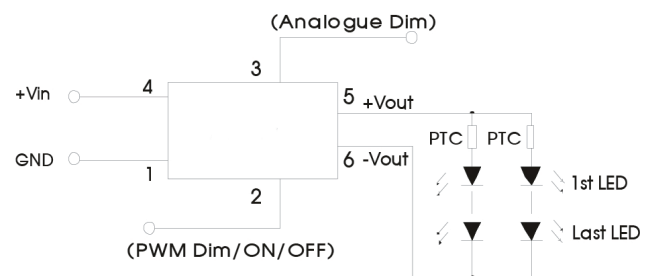 (Analogue Dim)
3
4
+Vin
5 +Vout
PTC PTC
GND
1
6 -Vout
2
1st LED
Last LED
(PWM Dim/ON/OFF)